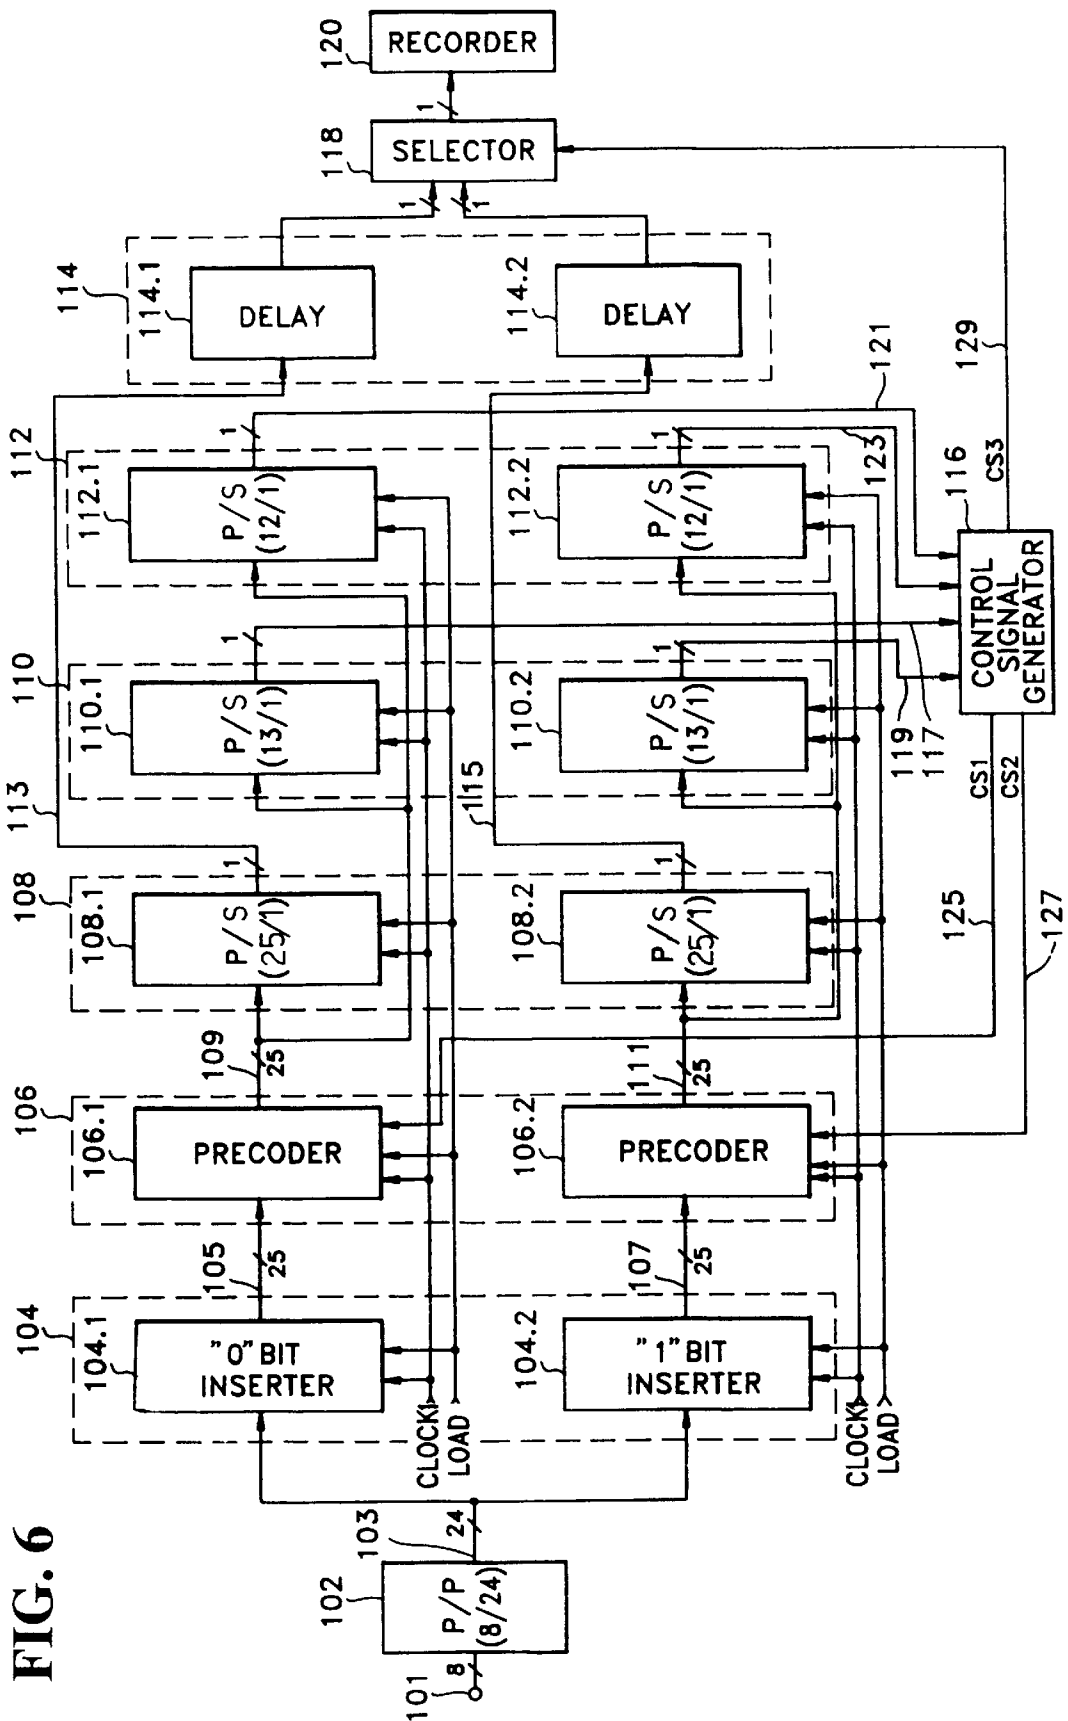 FIG. 6
101
8
102
P/P
(8/24)
103
24
104
104.1
"0" BIT
INSERTER
CLOCK
LOAD
104.2
"1" BIT
INSERTER
CLOCK
LOAD
105
25
107
25
106
106.1
PRECODER
106.2
PRECODER
109
25
111
25
125
127
108
108.1
P/S
(25/1)
1
108.2
P/S
(25/1)
1
113
115
CS1
CS2
110
110.1
P/S
(13/1)
1
110.2
P/S
(13/1)
1
119
117
CONTROL
SIGNAL
GENERATOR
116
CS3
112
112.1
P/S
(12/1)
1
112.2
P/S
(12/1)
1
123
121
129
114
114.1
DELAY
114.2
DELAY
1
1
118
SELECTOR
1
120
RECORDER